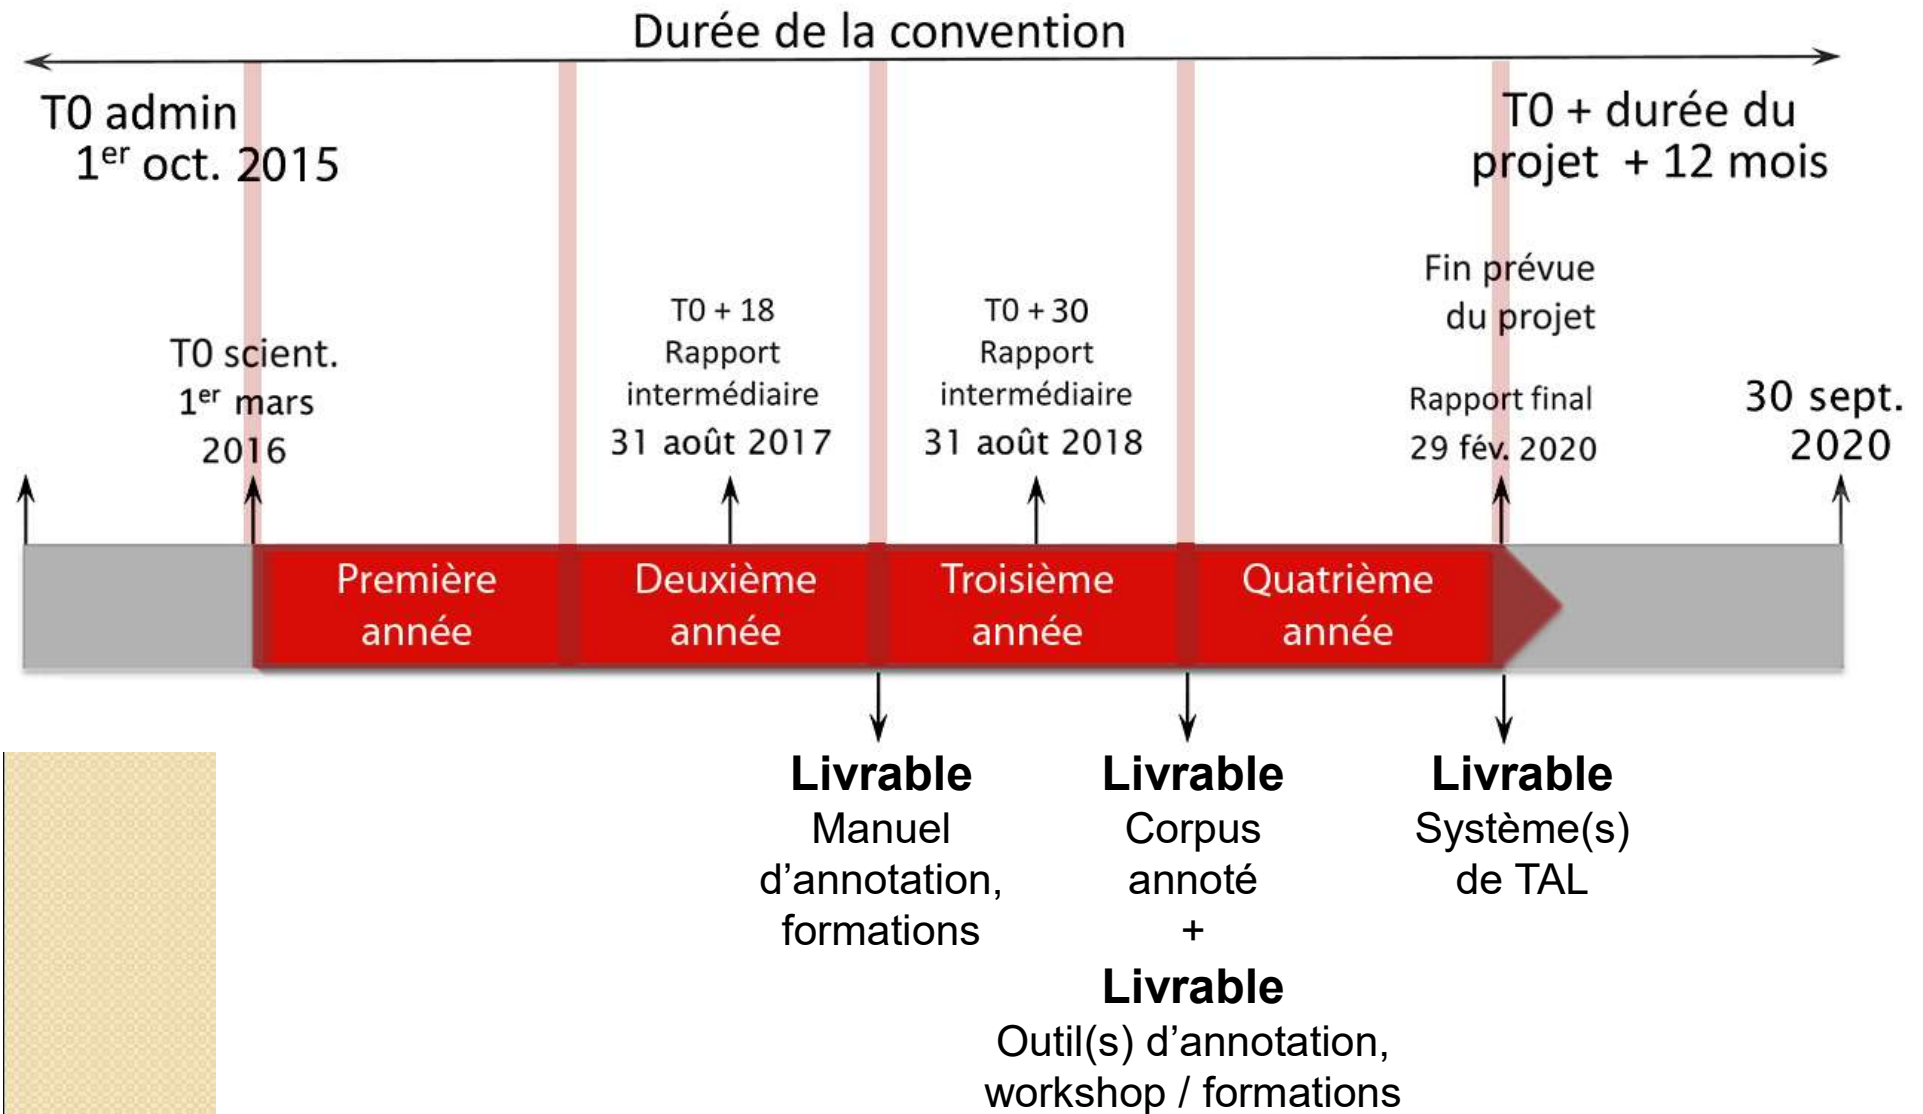 Durée de la convention
T0 admin
1er oct. 2015
T0 + durée du
projet + 12 mois
T0 scient.
1er mars
2016
T0 + 18
Rapport
intermédiaire
31 août 2017
T0 + 30
Rapport
intermédiaire
31 août 2018
Fin prévue
du projet
Rapport final
29 fév. 2020
30 sept.
2020
Première
année
Deuxième
année
Troisième
année
Quatrième
année
Livrable
Manuel
d’annotation,
formations
Livrable
Corpus
annoté
+
Livrable
Outil(s) d’annotation,
workshop / formations
Livrable
Système(s)
de TAL